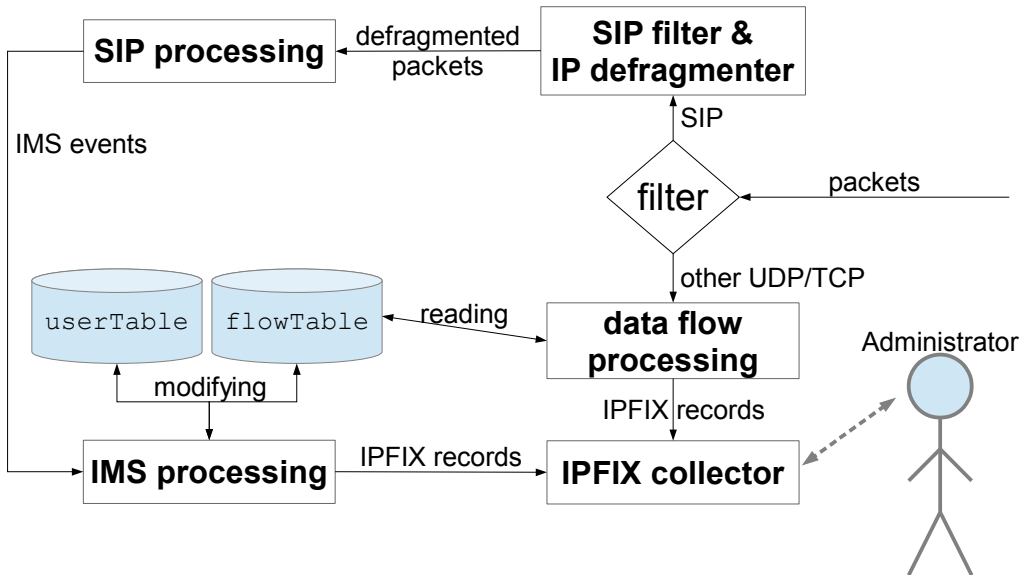 SIP processing
defragmented
packets
SIP filter &
IP defragmenter
SIP
IMS events
filter
packets
other UDP/TCP
userTable
flowTable
reading
data flow
processing
Administrator
modifying
IPFIX records
IMS processing
IPFIX records
IPFIX collector